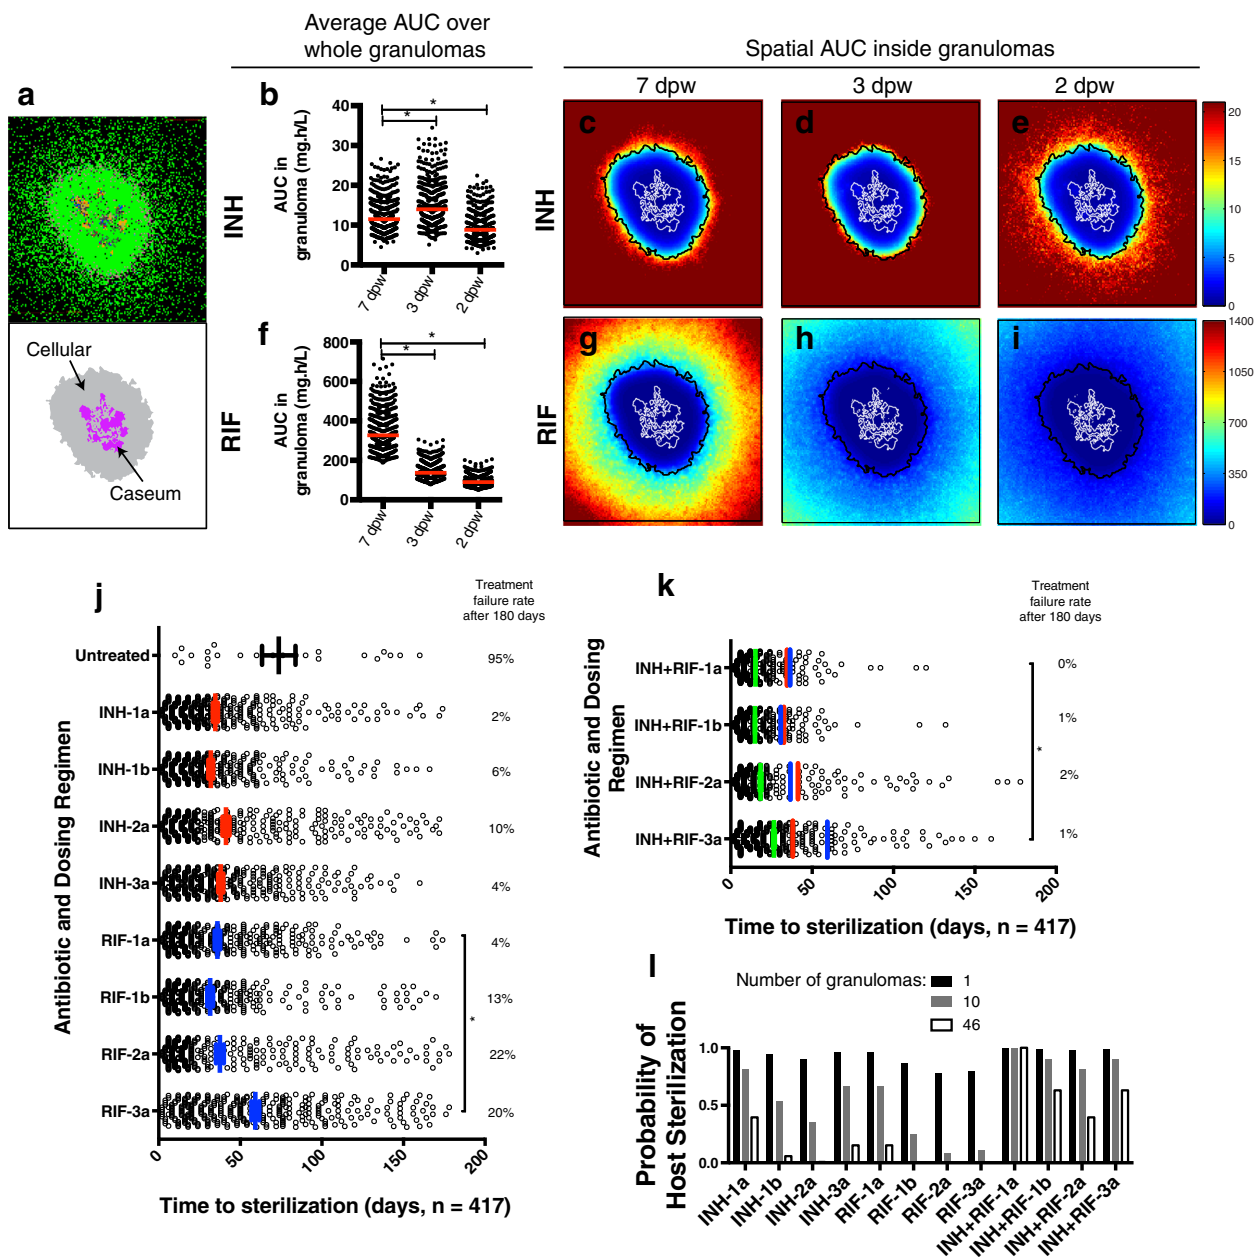 Average AUC over
whole granulomas
Spatial AUC inside granulomas
7 dpw
3 dpw
2 dpw
a
Cellular
Caseum
INH
b
AUC in
granuloma (mg.h/L)
40
30
20
10
0
*
*
7 dpw
3 dpw
2 dpw
INH
c
d
e
20
15
10
5
0
RIF
f
AUC in
granuloma (mg.h/L)
800
600
400
200
0
*
*
7 dpw
3 dpw
2 dpw
RIF
g
h
i
1400
1050
700
350
0
j
Treatment
failure rate
after 180 days
Antibiotic and Dosing Regimen
Untreated 95%
INH-1a 2%
INH-1b 6%
INH-2a 10%
INH-3a 4%
RIF-1a 4%
RIF-1b 13%
RIF-2a 22%
RIF-3a 20%
*
0 50 100 150 200
Time to sterilization (days, n = 417)
k
Treatment
failure rate
after 180 days
Antibiotic and Dosing
Regimen
INH+RIF-1a 0%
INH+RIF-1b 1%
INH+RIF-2a 2%
INH+RIF-3a 1%
*
0 50 100 150 200
Time to sterilization (days, n = 417)
l
Number of granulomas: 1
10
46
Probability of
Host Sterilization
1.0
0.5
0.0
INH-1a
INH-1b
INH-2a
INH-3a
RIF-1a
RIF-1b
RIF-2a
RIF-3a
INH+RIF-1a
INH+RIF-1b
INH+RIF-2a
INH+RIF-3a